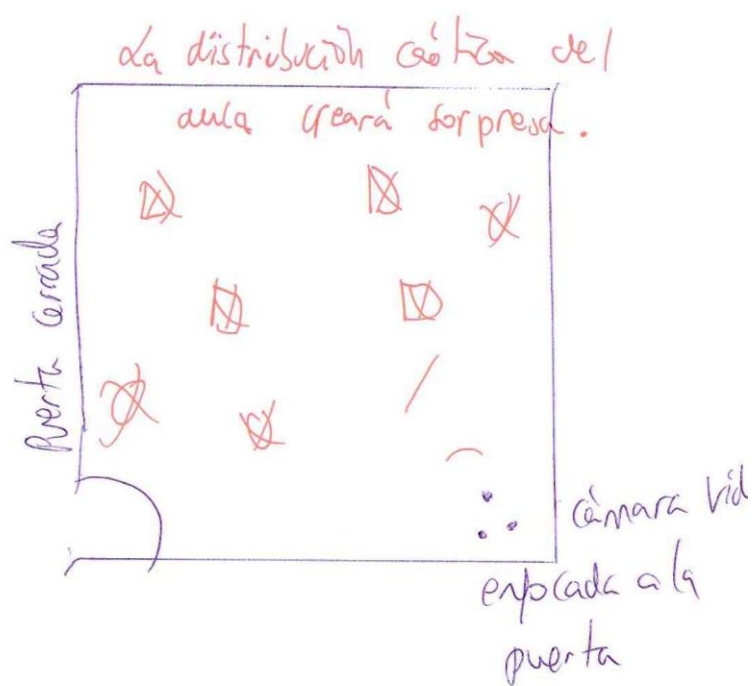 La distribución caótica del
aula creará sorpresa.
Puerta cerrada
cámara vid
enfocada a la
puerta